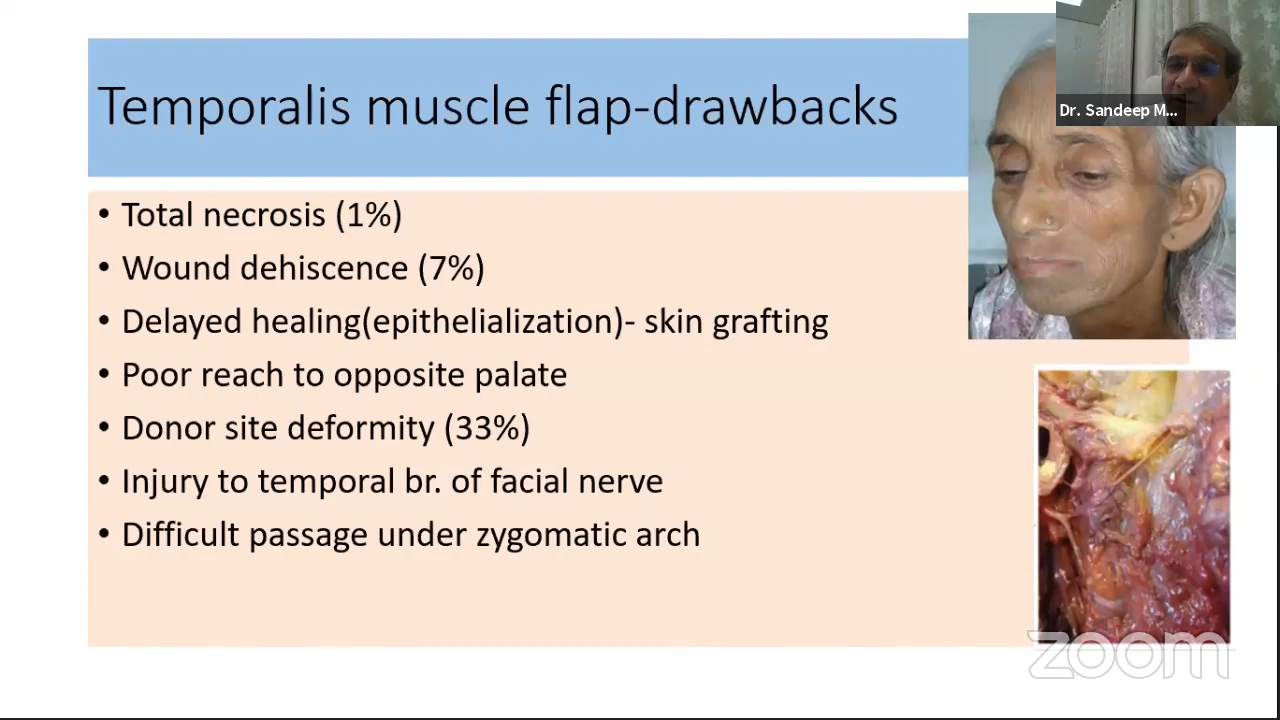 Temporalis muscle flap-drawbacks
Dr. Sandeep M...
• Total necrosis (1%)
• Wound dehiscence (7%)
• Delayed healing(epithelialization)- skin grafting
• Poor reach to opposite palate
• Donor site deformity (33%)
• Injury to temporal br. of facial nerve
• Difficult passage under zygomatic arch
zoom